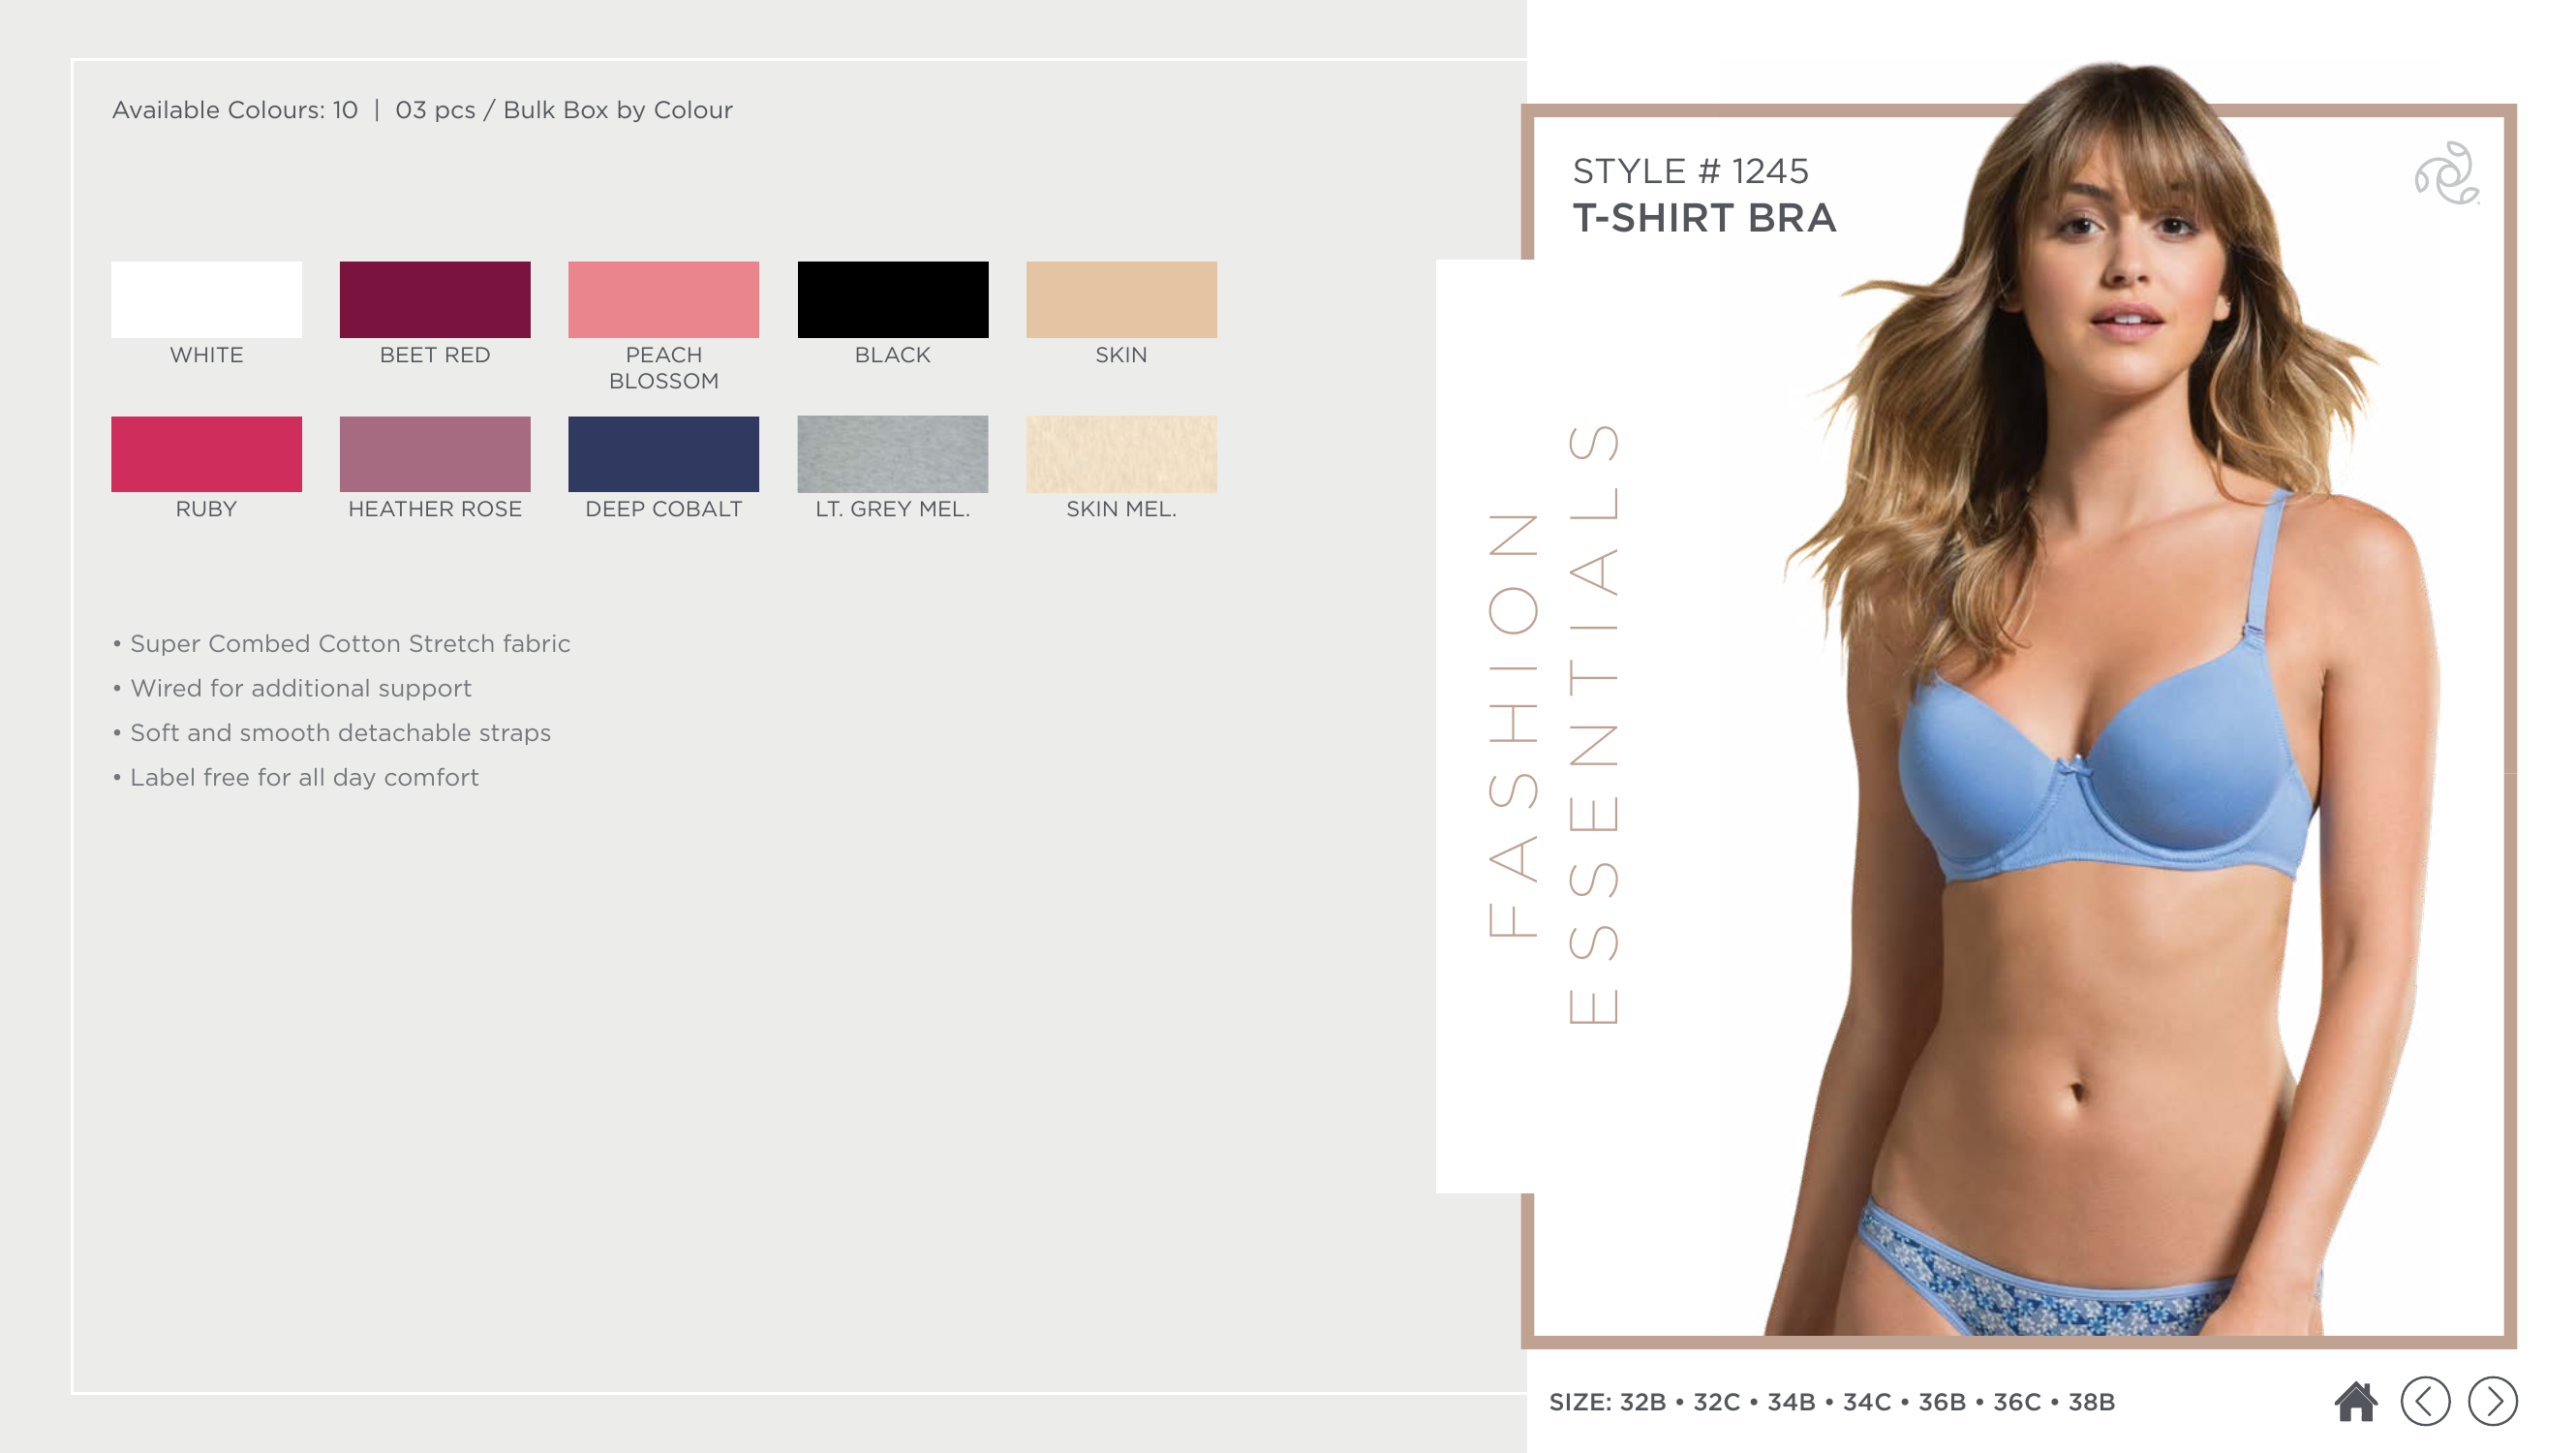 Available Colours: 10 | 03 pcs / Bulk Box by Colour
WHITE
BEET RED
PEACH
BLOSSOM
BLACK
SKIN
RUBY
HEATHER ROSE
DEEP COBALT
LT. GREY MEL.
SKIN MEL.
• Super Combed Cotton Stretch fabric
• Wired for additional support
• Soft and smooth detachable straps
• Label free for all day comfort
STYLE # 1245
T-SHIRT BRA
FASHION
ESSENTIALS
SIZE: 32B • 32C • 34B • 34C • 36B • 36C • 38B